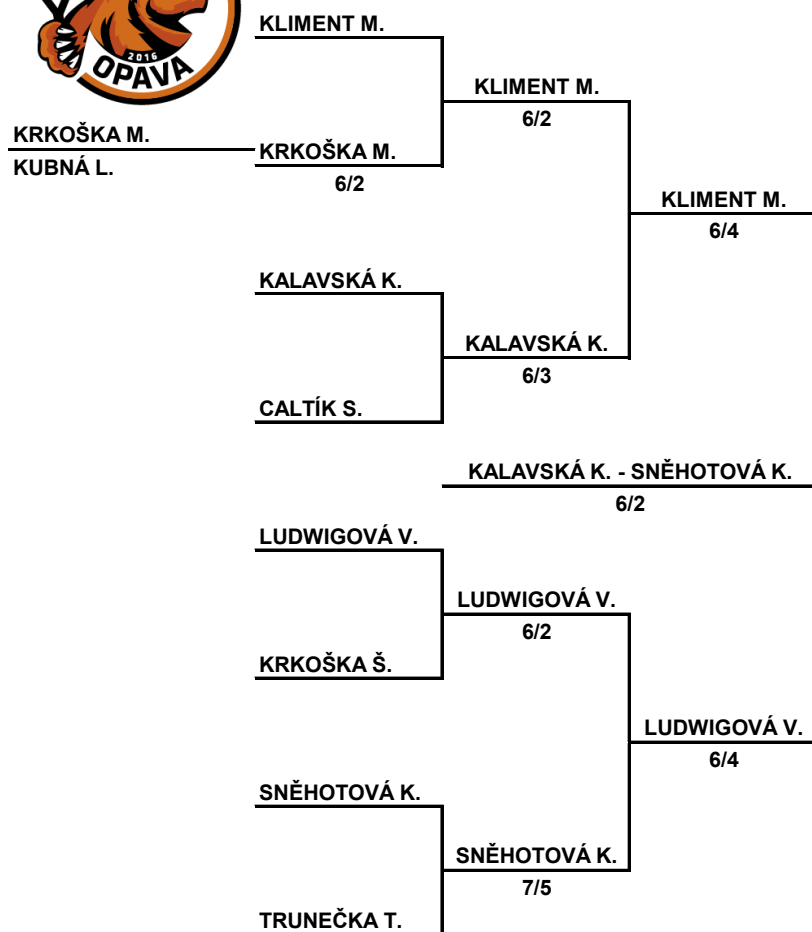 2016
OPAVA
KLIMENT M.
KLIMENT M.
6/2
KRKOŠKA M.
KUBNÁ L.
KRKOŠKA M.
6/2
KLIMENT M.
6/4
KALAVSKÁ K.
KALAVSKÁ K.
6/3
CALTÍK S.
KALAVSKÁ K. - SNĚHOTOVÁ K.
6/2
LUDWIGOVÁ V.
LUDWIGOVÁ V.
6/2
KRKOŠKA Š.
LUDWIGOVÁ V.
6/4
SNĚHOTOVÁ K.
SNĚHOTOVÁ K.
7/5
TRUNEČKA T.